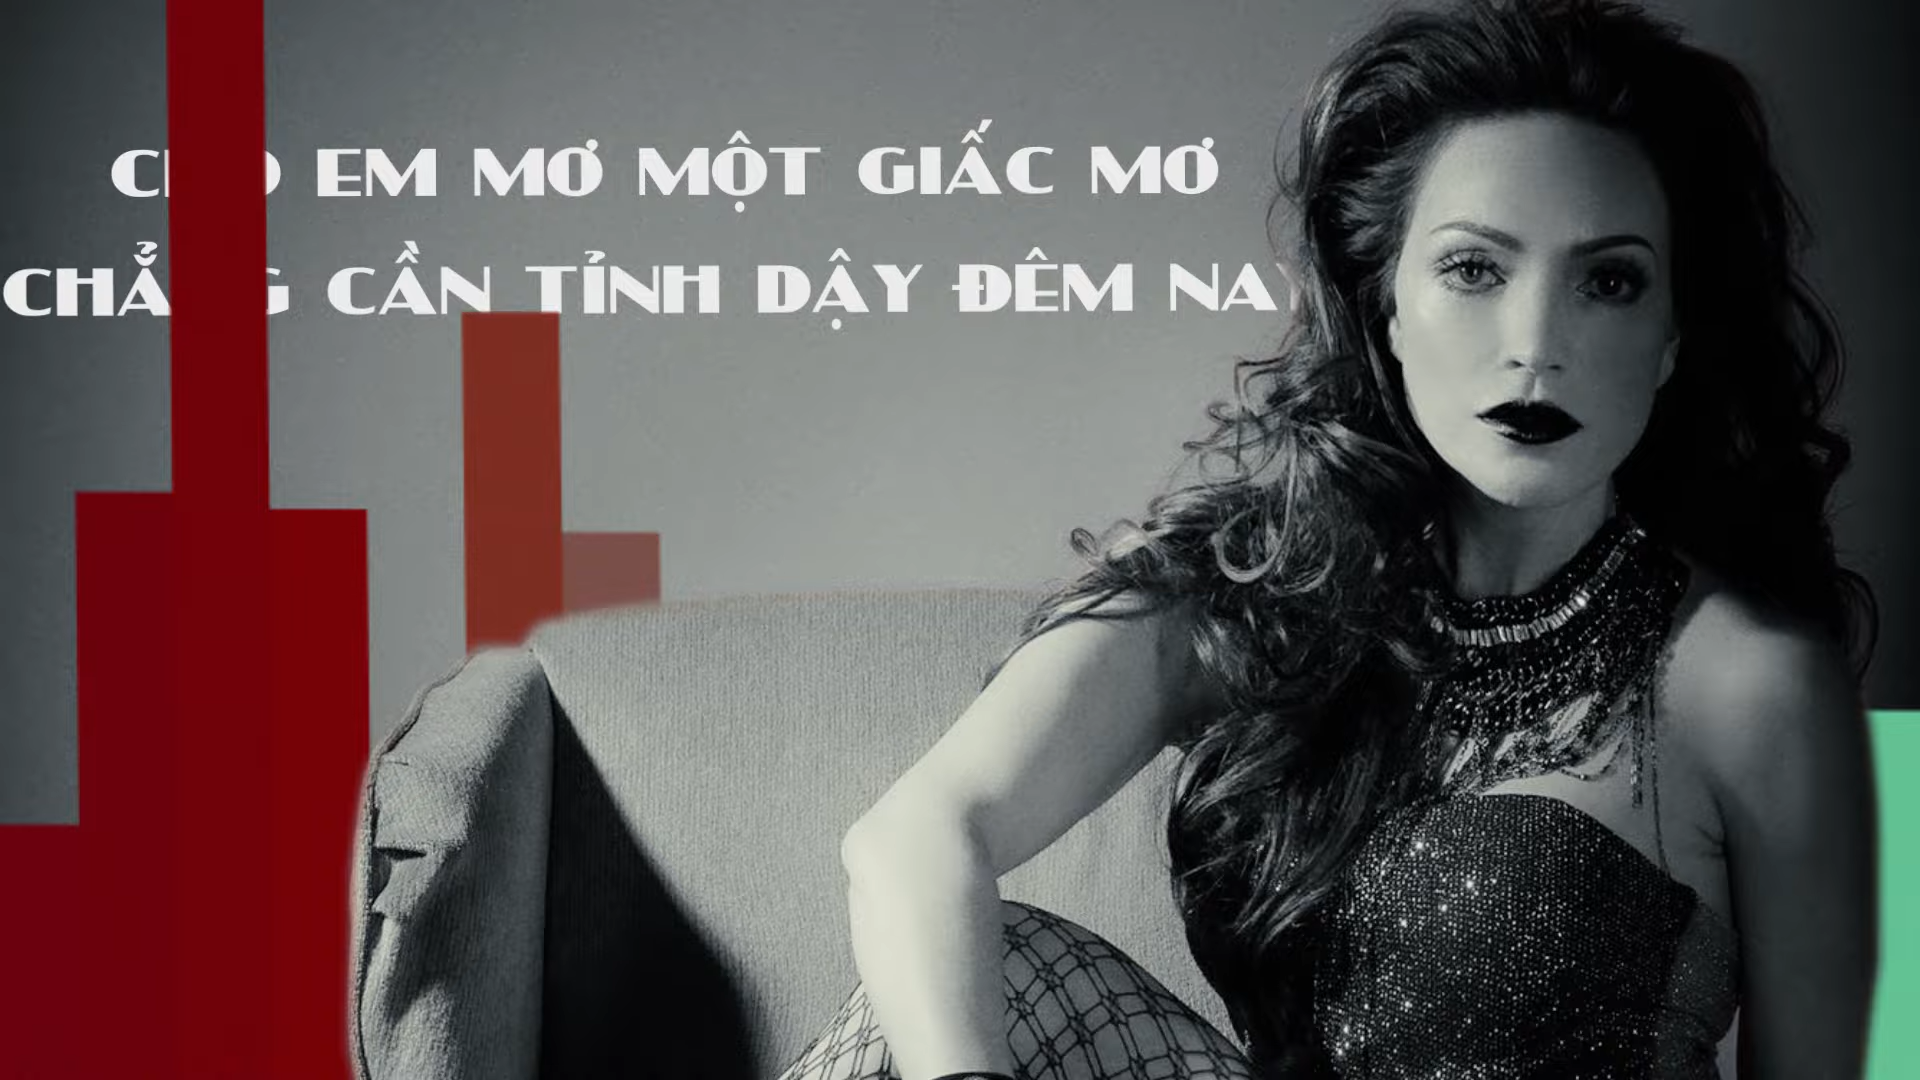 EM MƠ MỘT GIẤC MƠ
CẦN TỈNH DẬY ĐÊM